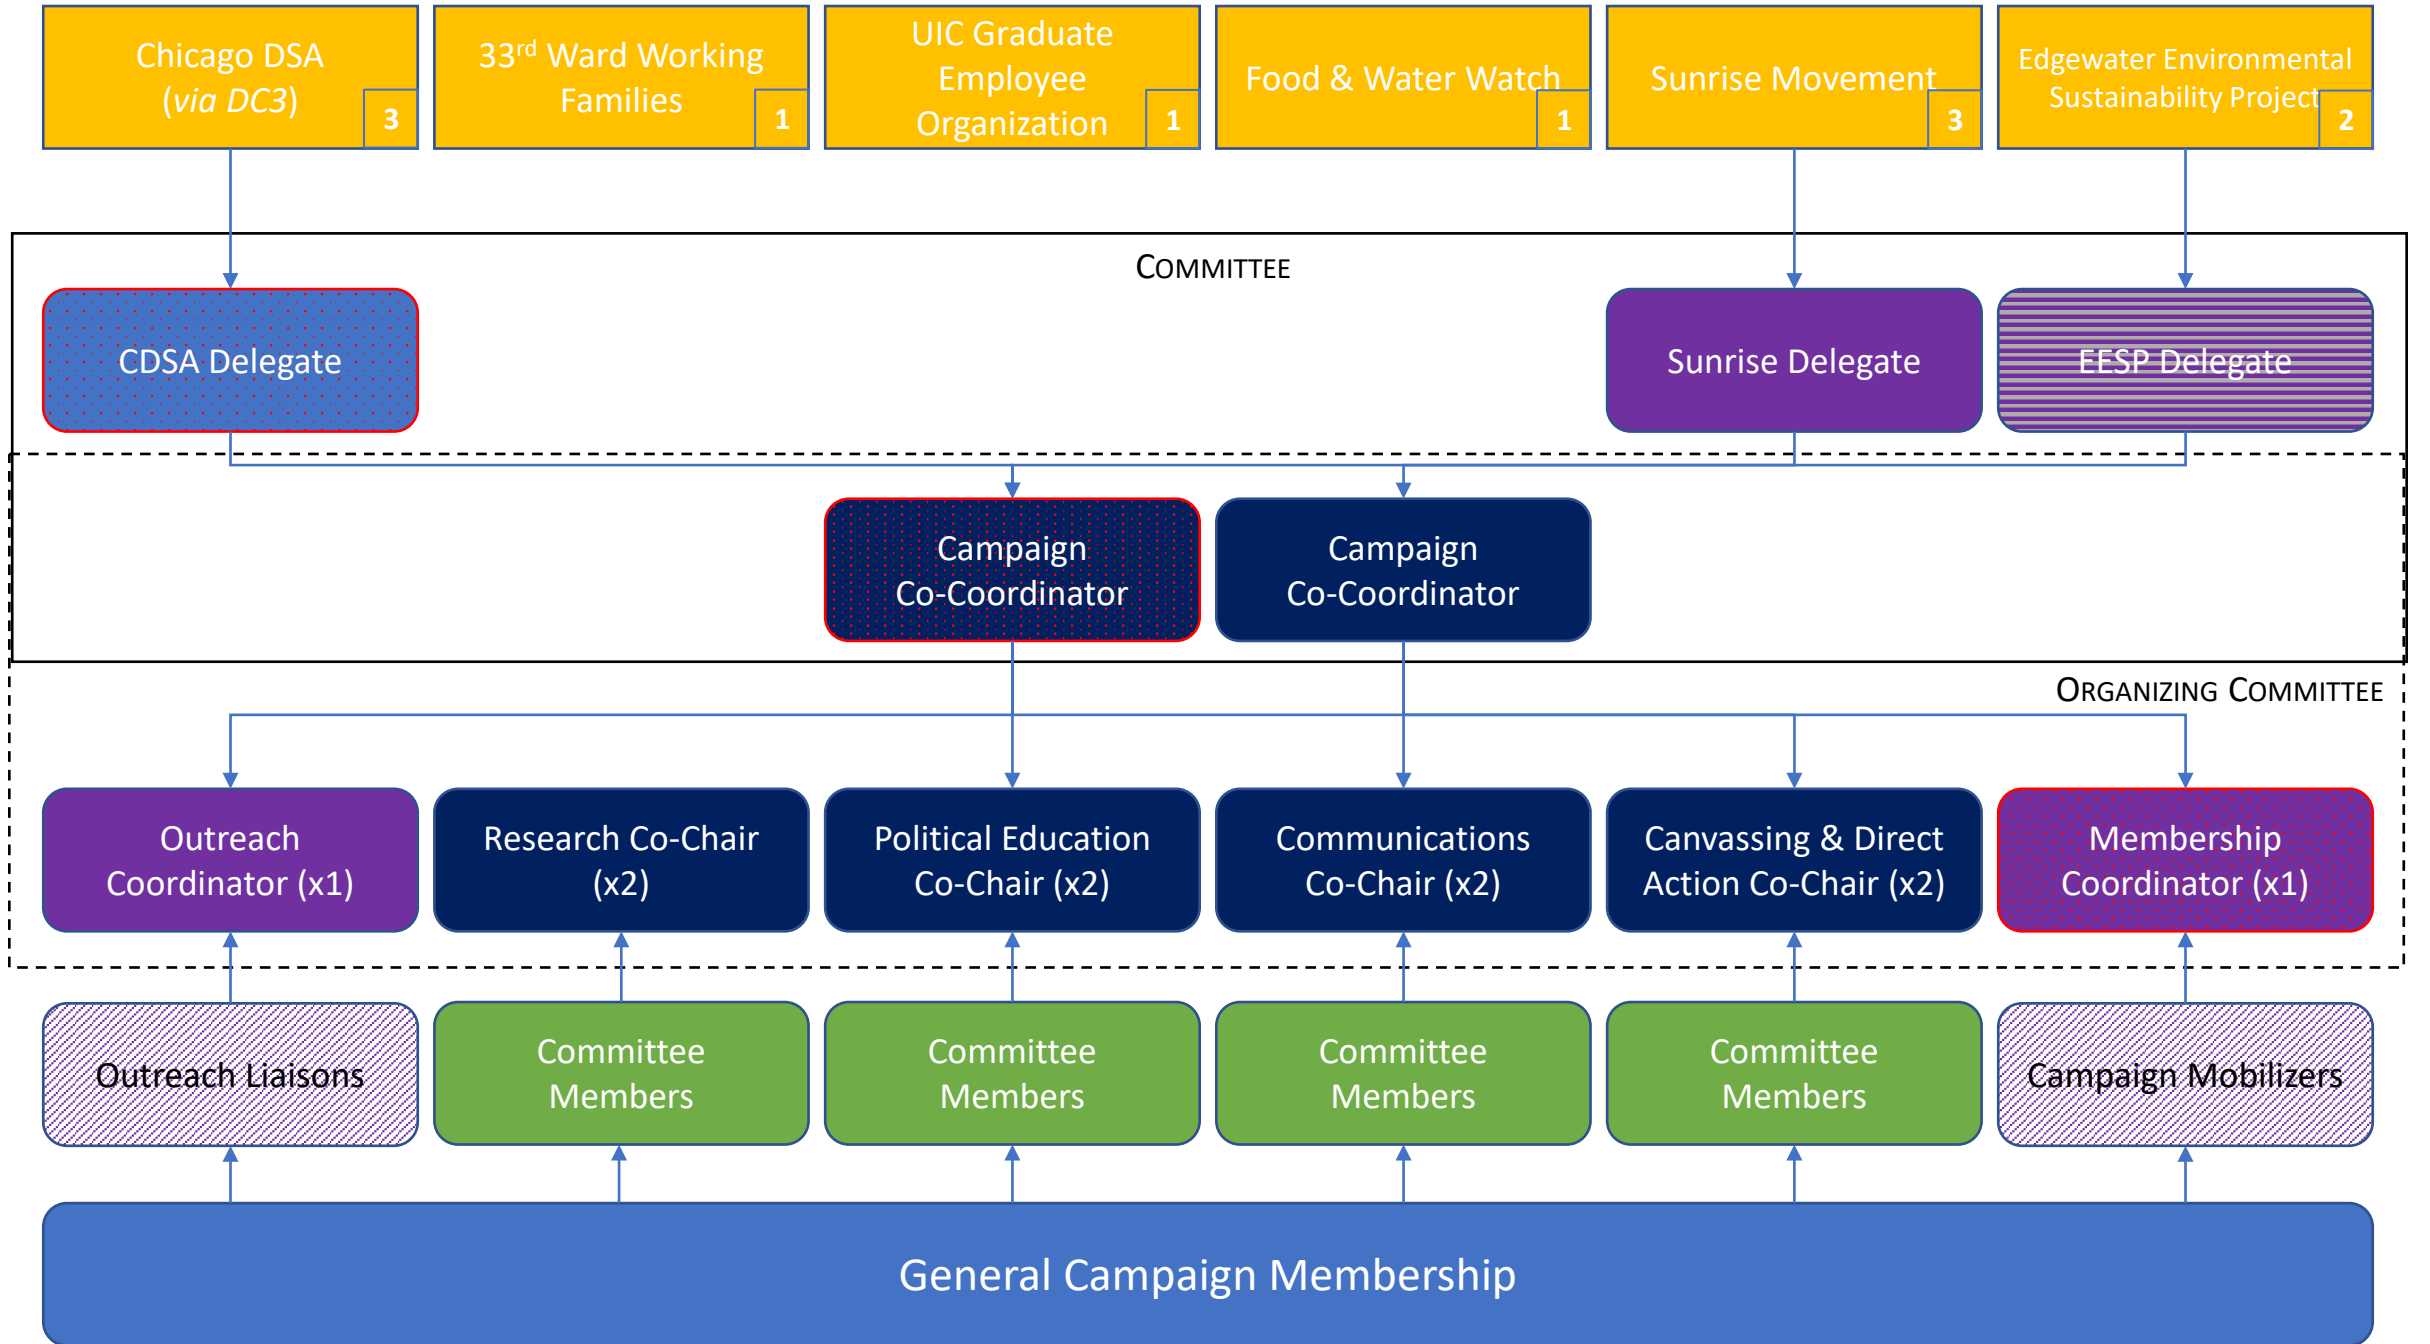 Chicago DSA
(via DC3)
3
33rd Ward Working
Families
1
UIC Graduate
Employee
Organization
1
Food & Water Watch
1
Sunrise Movement
3
Edgewater Environmental
Sustainability Project
2
COMMITTEE
CDSA Delegate
Sunrise Delegate
EESP Delegate
Campaign
Co-Coordinator
Campaign
Co-Coordinator
ORGANIZING COMMITTEE
Outreach
Coordinator (x1)
Research Co-Chair
(x2)
Political Education
Co-Chair (x2)
Communications
Co-Chair (x2)
Canvassing & Direct
Action Co-Chair (x2)
Membership
Coordinator (x1)
Outreach Liaisons
Committee
Members
Committee
Members
Committee
Members
Committee
Members
Campaign Mobilizers
General Campaign Membership